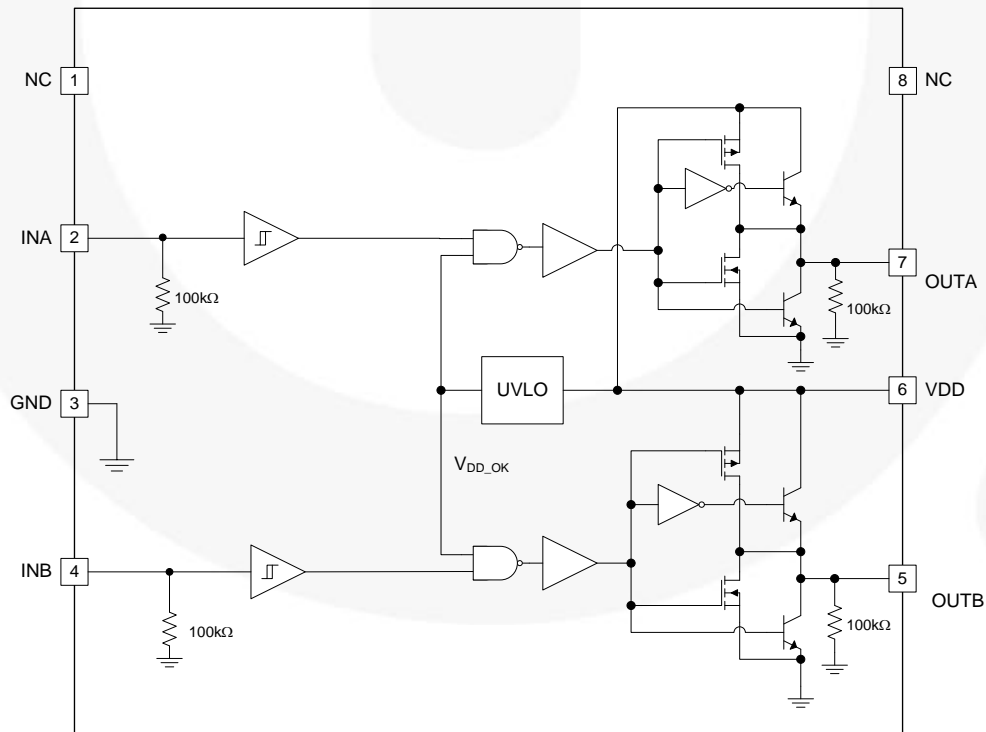 NC 1
8 NC
INA 2
100kΩ
7 OUTA
100kΩ
GND 3
UVLO
6 VDD
VDD_OK
INB 4
100kΩ
5 OUTB
100kΩ